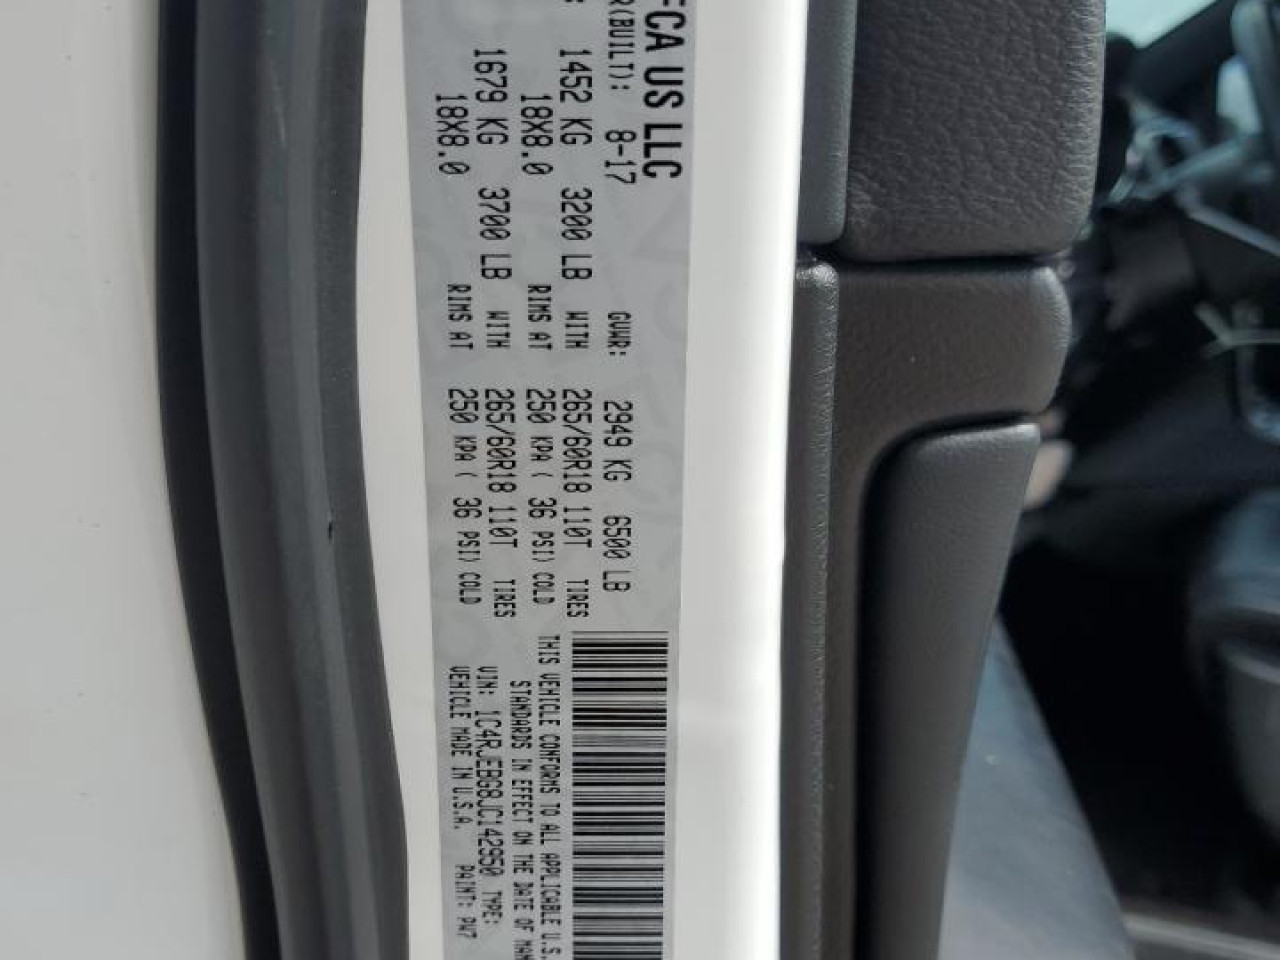 FCA US LLC
R(BUILT): 8-17 GVWR: 2949 KG 6500 LB
1452 KG 3200 LB WITH 265/60R18 110T TIRES
18X8.0 RIMS AT 250 KPA ( 36 PSI) COLD
1679 KG 3700 LB WITH 265/60R18 110T TIRES
18X8.0 RIMS AT 250 KPA ( 36 PSI) COLD
THIS VEHICLE CONFORMS TO ALL APPLICABLE U.S.
STANDARDS IN EFFECT ON THE DATE OF MAN
VIN: 1C4RJEBG8JC142950 TYPE:
VEHICLE MADE IN U.S.A. PAINT: PW7